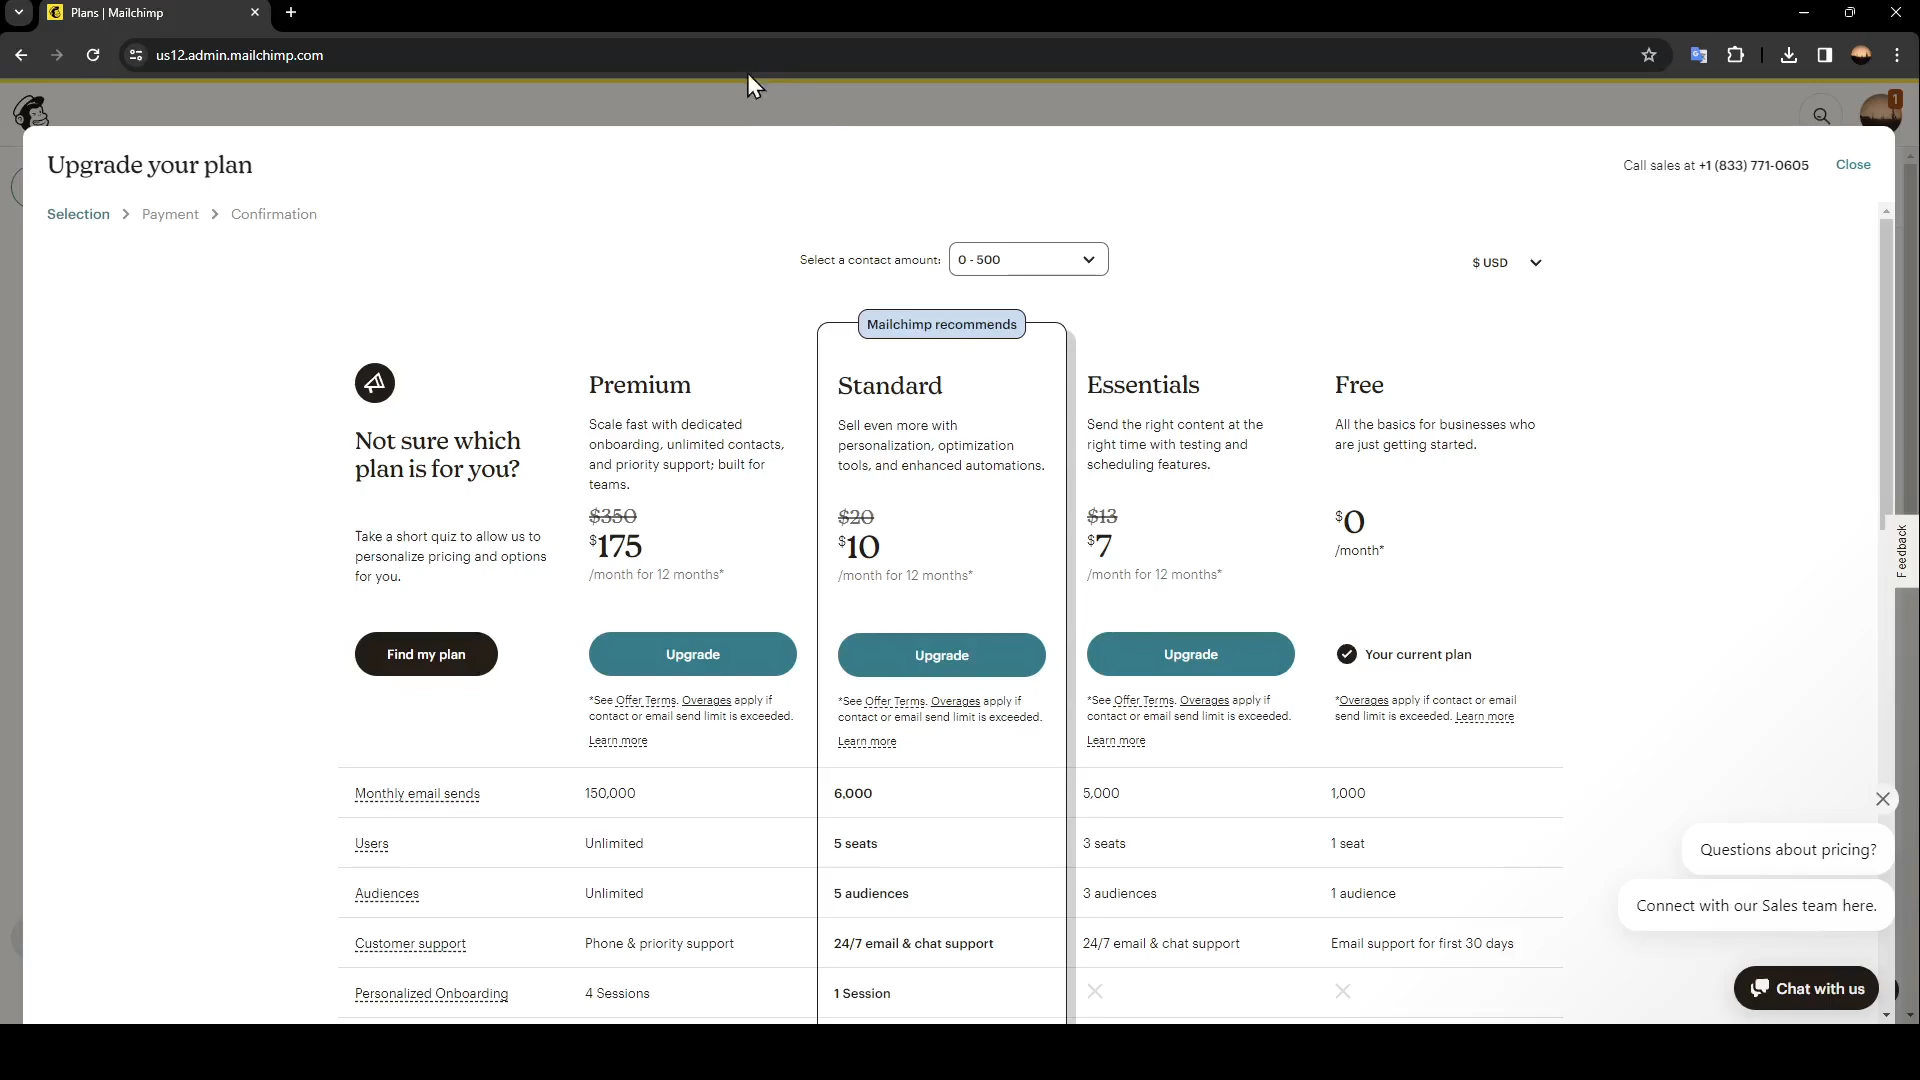 Plans | Mailchimp
us12.admin.mailchimp.com
1
Upgrade your plan
Call sales at +1 (833) 771-0605
Close
Selection > Payment > Confirmation
Select a contact amount:
0 - 500
$ USD
Mailchimp recommends
Not sure which
plan is for you?
Take a short quiz to allow us to
personalize pricing and options
for you.
Find my plan
Premium
Scale fast with dedicated
onboarding, unlimited contacts,
and priority support; built for
teams.
$350
$175
/month for 12 months*
Upgrade
*See Offer Terms. Overages apply if
contact or email send limit is exceeded.
Learn more
Standard
Sell even more with
personalization, optimization
tools, and enhanced automations.
$20
$10
/month for 12 months*
Upgrade
*See Offer Terms. Overages apply if
contact or email send limit is exceeded.
Learn more
Essentials
Send the right content at the
right time with testing and
scheduling features.
$13
$7
/month for 12 months*
Upgrade
*See Offer Terms. Overages apply if
contact or email send limit is exceeded.
Learn more
Free
All the basics for businesses who
are just getting started.
$0
/month*
Your current plan
*Overages apply if contact or email
send limit is exceeded. Learn more
Monthly email sends 150,000 6,000 5,000 1,000
Users Unlimited 5 seats 3 seats 1 seat
Audiences Unlimited 5 audiences 3 audiences 1 audience
Customer support Phone & priority support 24/7 email & chat support 24/7 email & chat support Email support for first 30 days
Personalized Onboarding 4 Sessions 1 Session
Feedback
Questions about pricing?
Connect with our Sales team here.
Chat with us